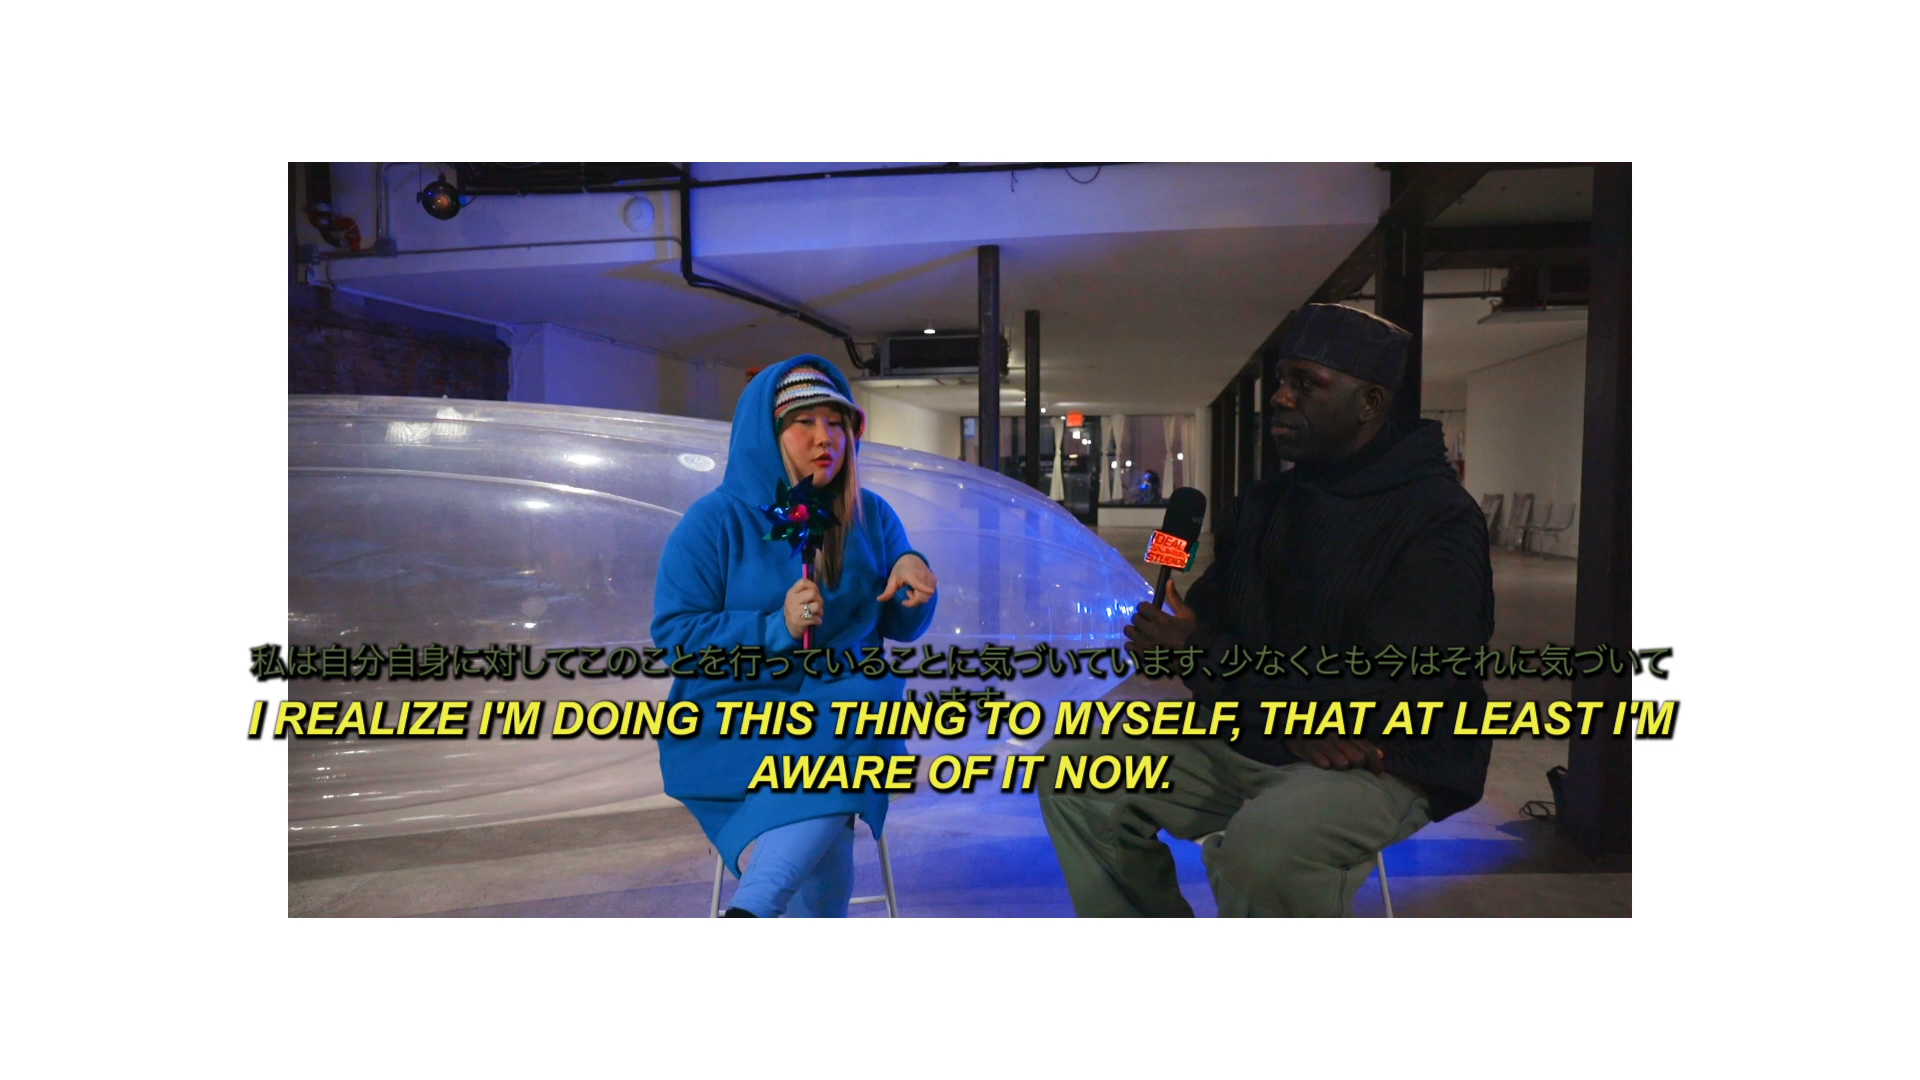 私は自分自身に対してこのことを行っていることに気づいています、少なくとも今はそれに気づいて
います。
I REALIZE I'M DOING THIS THING TO MYSELF, THAT AT LEAST I'M
AWARE OF IT NOW.
DEAL
STUDIOS